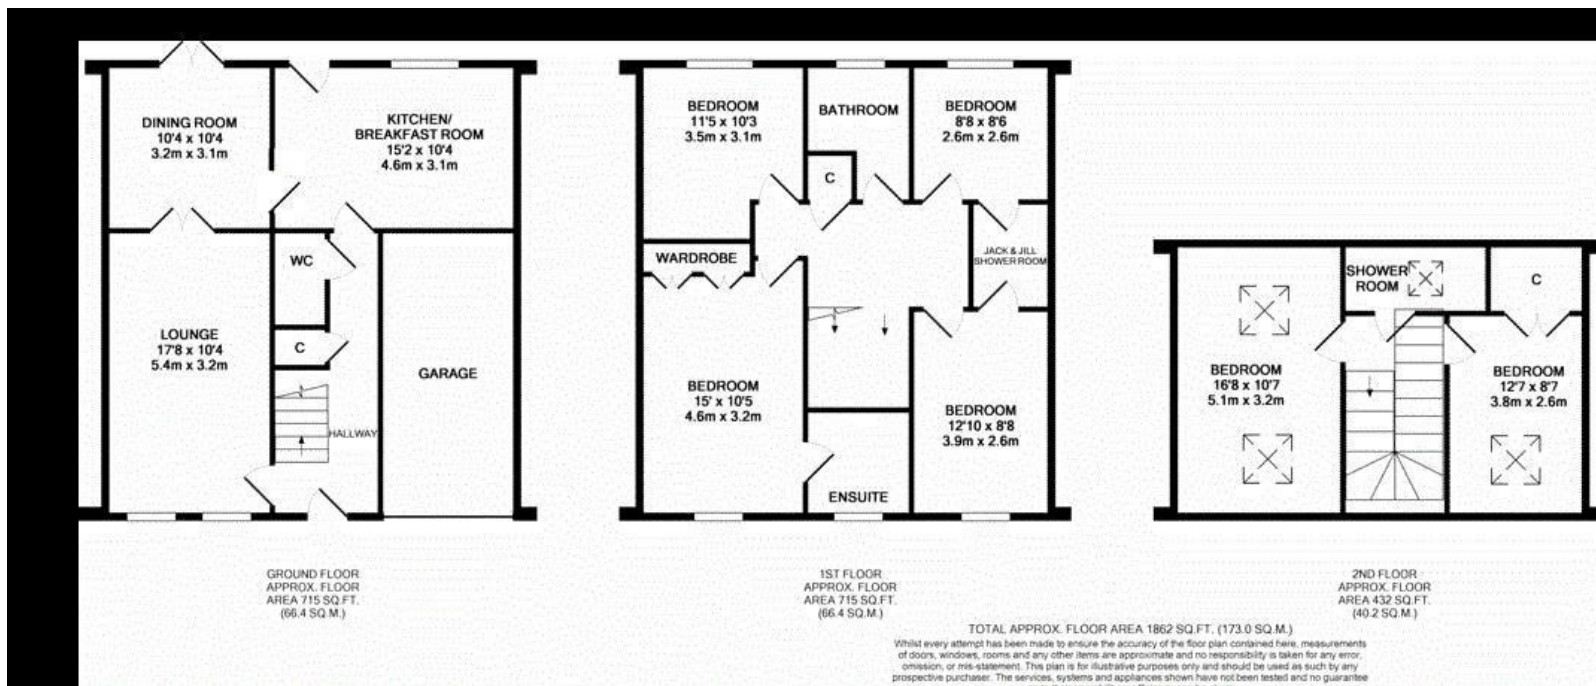 DINING ROOM
10'4 x 10'4
3.2m x 3.1m
KITCHEN/
BREAKFAST ROOM
15'2 x 10'4
4.6m x 3.1m
WC
C
LOUNGE
17'8 x 10'4
5.4m x 3.2m
GARAGE
HALLWAY
GROUND FLOOR
APPROX. FLOOR
AREA 715 SQ.FT.
(66.4 SQ.M.)
BEDROOM
11'5 x 10'3
3.5m x 3.1m
BATHROOM
BEDROOM
8'8 x 8'6
2.6m x 2.6m
C
WARDROBE
JACK & JILL
SHOWER ROOM
BEDROOM
15' x 10'5
4.6m x 3.2m
BEDROOM
12'10 x 8'8
3.9m x 2.6m
ENSUITE
1ST FLOOR
APPROX. FLOOR
AREA 715 SQ.FT.
(66.4 SQ.M.)
SHOWER
ROOM
C
BEDROOM
16'8 x 10'7
5.1m x 3.2m
BEDROOM
12'7 x 8'7
3.8m x 2.6m
2ND FLOOR
APPROX. FLOOR
AREA 432 SQ.FT.
(40.2 SQ.M.)
TOTAL APPROX. FLOOR AREA 1862 SQ.FT. (173.0 SQ.M.)
Whilst every attempt has been made to ensure the accuracy of the floor plan contained here, measurements
of doors, windows, rooms and any other items are approximate and no responsibility is taken for any error,
omission, or mis-statement. This plan is for illustrative purposes only and should be used as such by any
prospective purchaser. The services, systems and appliances shown have not been tested and no guarantee